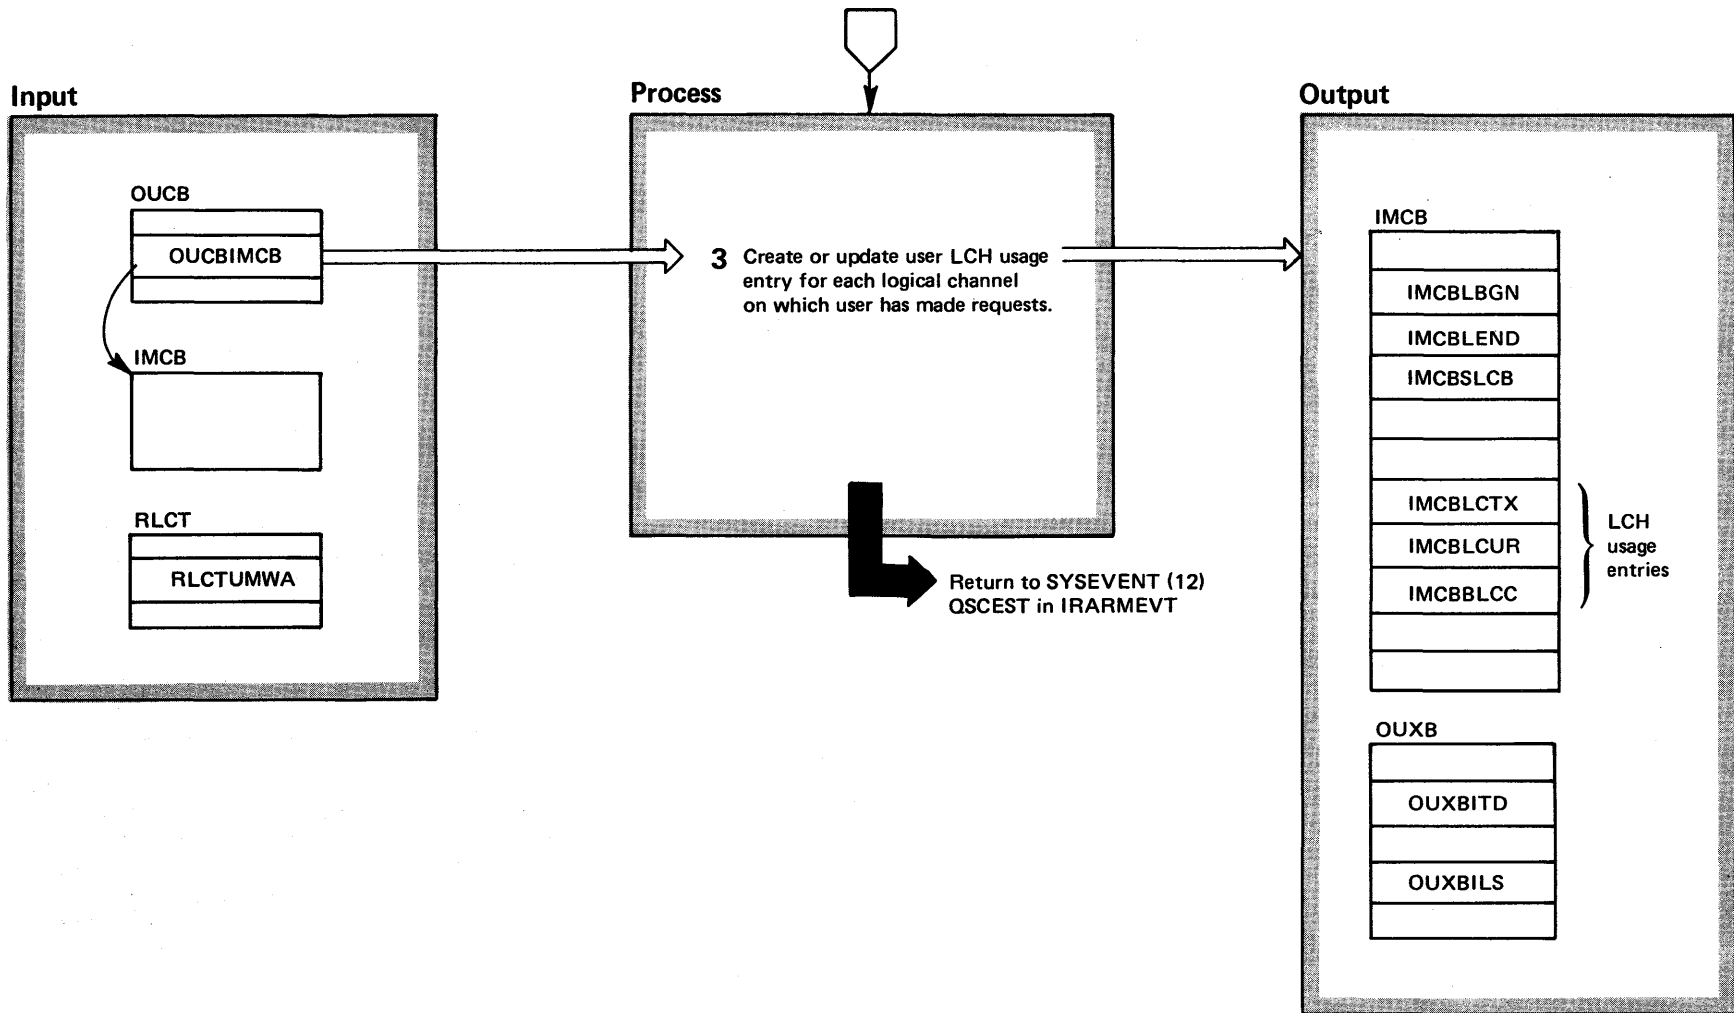 Input
OUCB
OUCBIMCB
IMCB
RLCT
RLCTUMWA
Process
3 Create or update user LCH usage
entry for each logical channel
on which user has made requests.
Return to SYSEVENT (12)
QSCEST in IRARMEVT
Output
IMCB
IMCBLBGN
IMCBLEND
IMCBSLCB
IMCBLCTX
IMCBLCUR
IMCBBLCC
LCH
usage
entries
OUXB
OUXBITD
OUXBILS